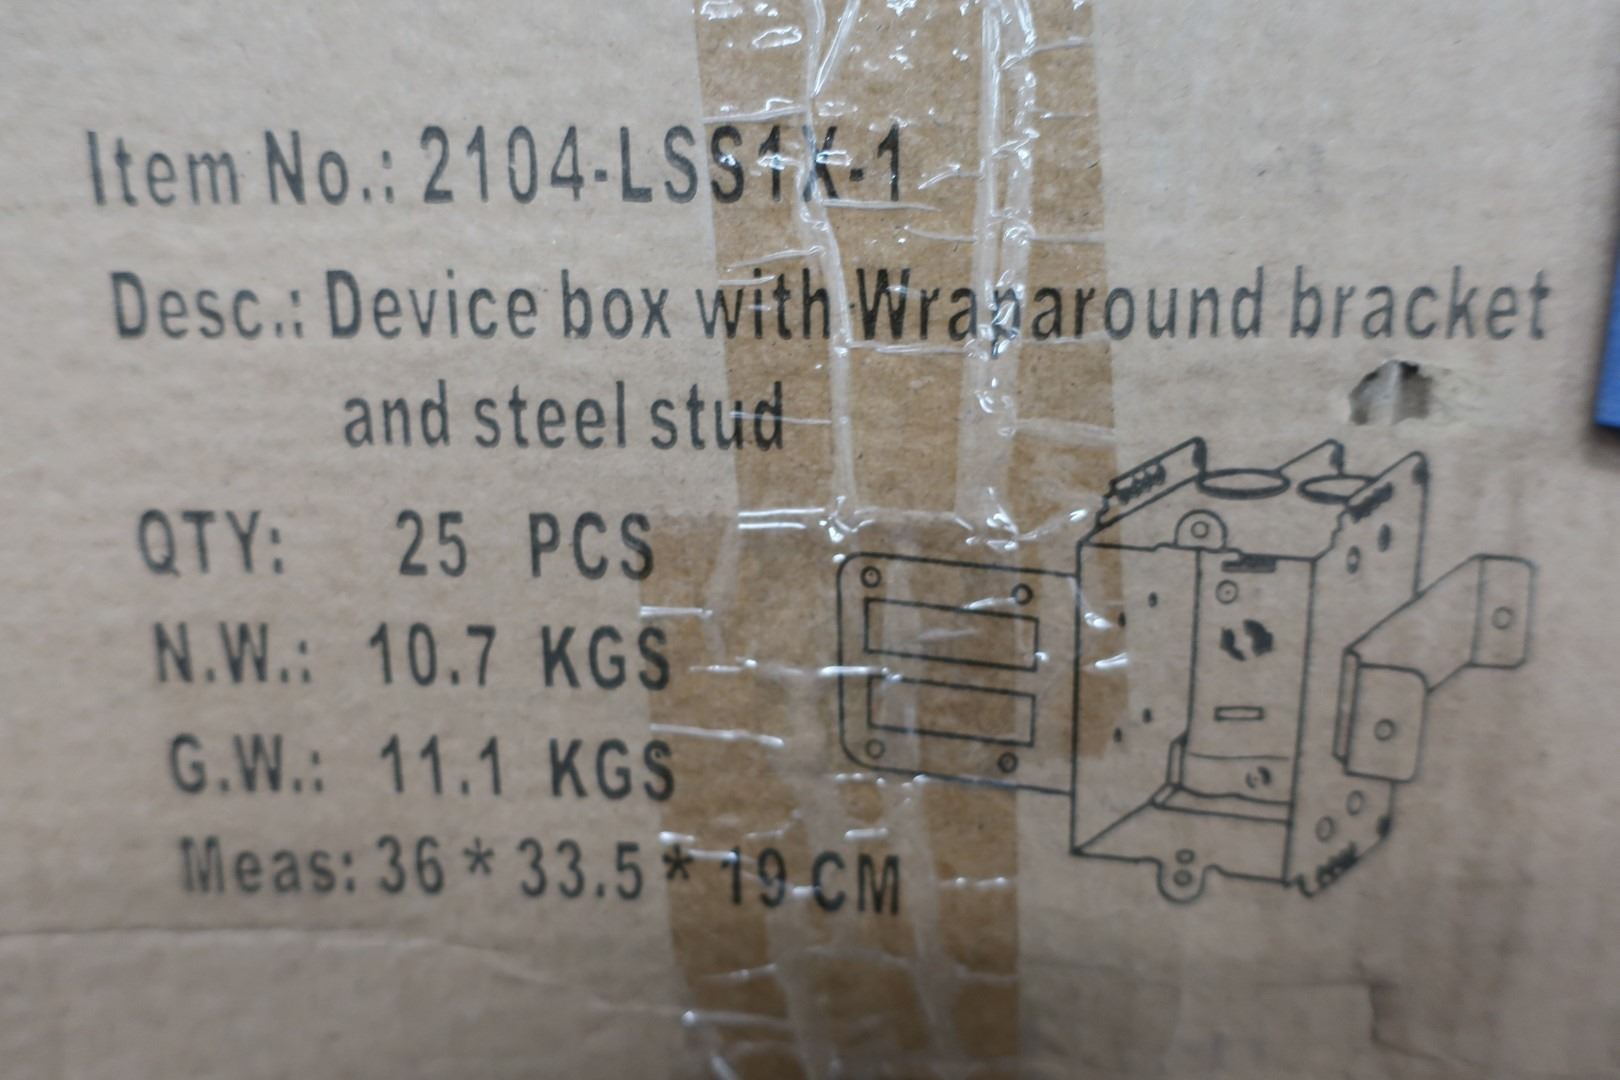 Item No.: 2104-LSS1X-1
Desc.: Device box with Wraparound bracket
and steel stud
QTY: 25 PCS
N.W.: 10.7 KGS
G.W.: 11.1 KGS
Meas: 36 * 33.5 * 19 CM